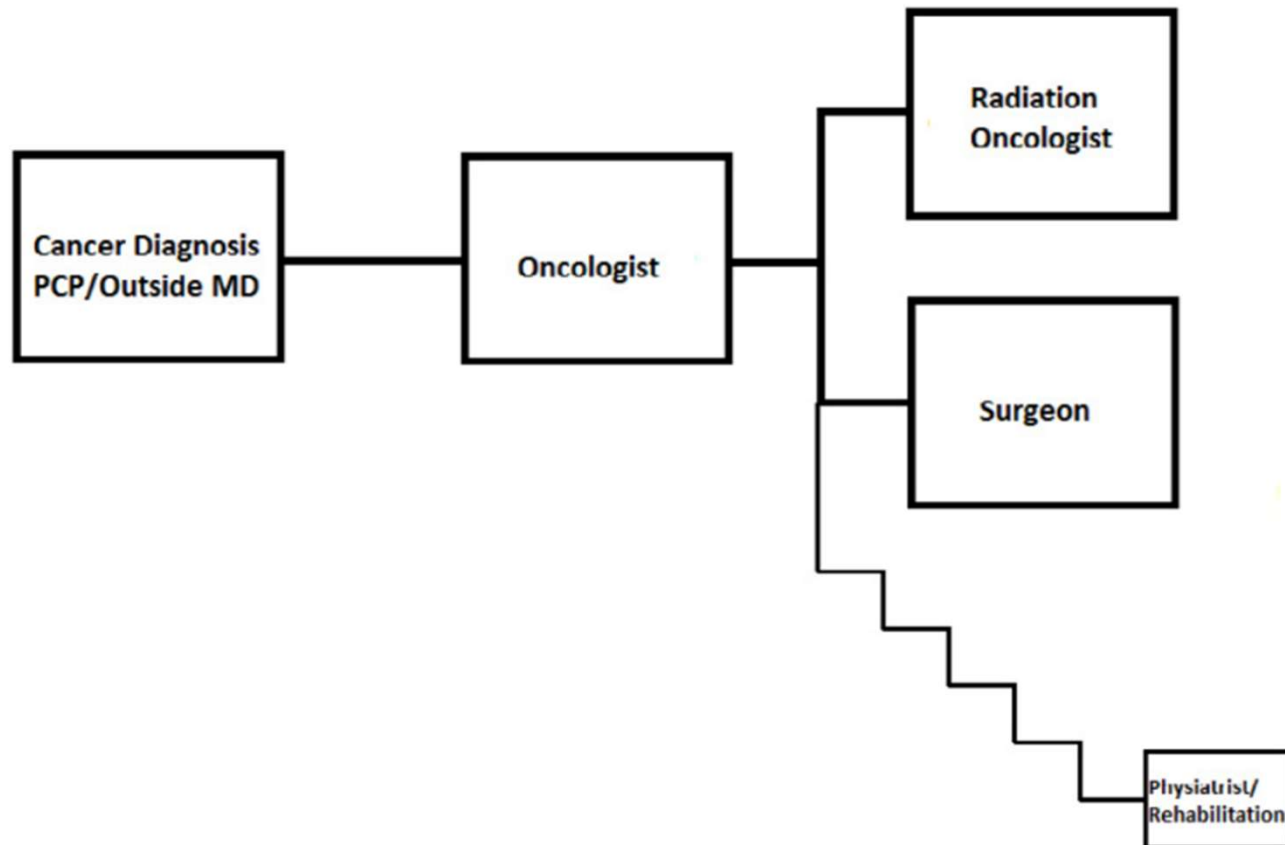 Radiation
Oncologist
Cancer Diagnosis
PCP/Outside MD
Oncologist
Surgeon
Physiatrist/
Rehabilitation